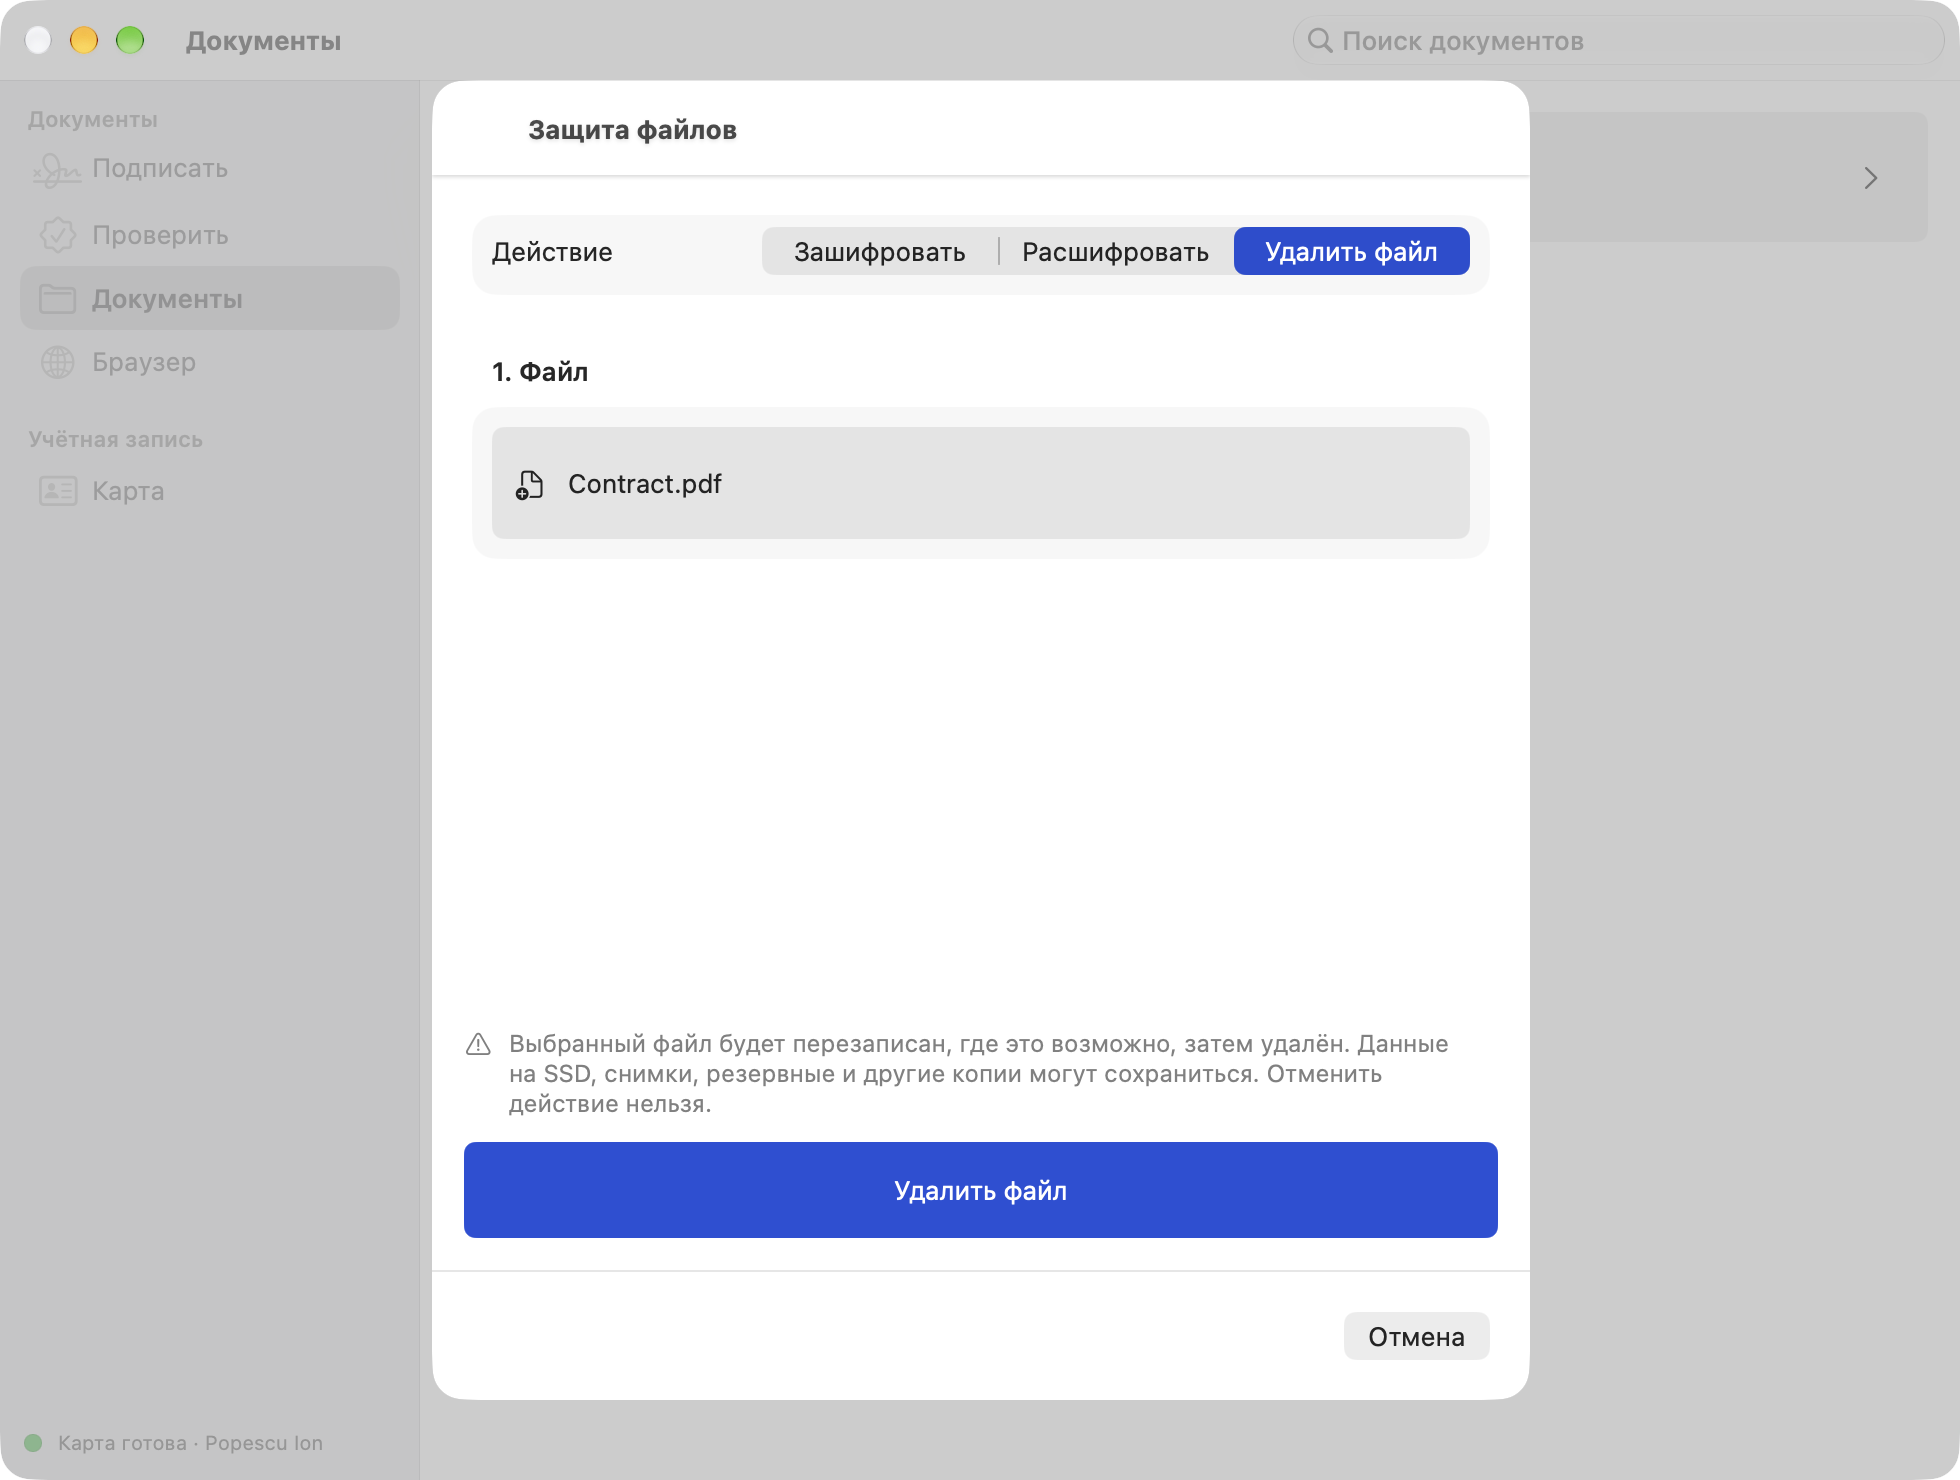 Документы
Поиск документов
Документы
Подписать
Проверить
Документы
Браузер
Учётная запись
Карта
Карта готова · Popescu Ion
Защита файлов
Действие
Зашифровать
Расшифровать
Удалить файл
1. Файл
Contract.pdf
Выбранный файл будет перезаписан, где это возможно, затем удалён. Данные
на SSD, снимки, резервные и другие копии могут сохраниться. Отменить
действие нельзя.
Удалить файл
Отмена